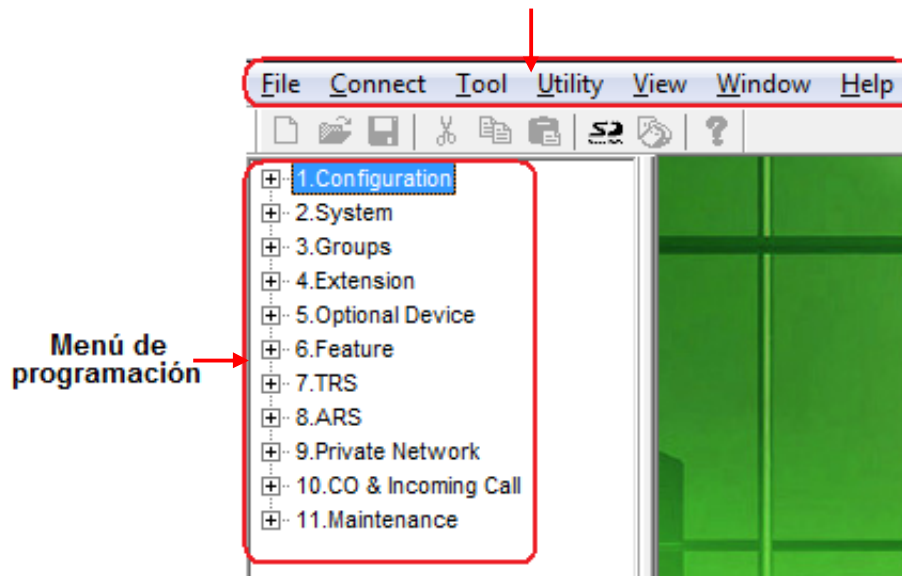 File Connect Tool Utility View Window Help
1.Configuration
2.System
3.Groups
4.Extension
5.Optional Device
Menú de
programación
6.Feature
7.TRS
8.ARS
9.Private Network
10.CO & Incoming Call
11.Maintenance